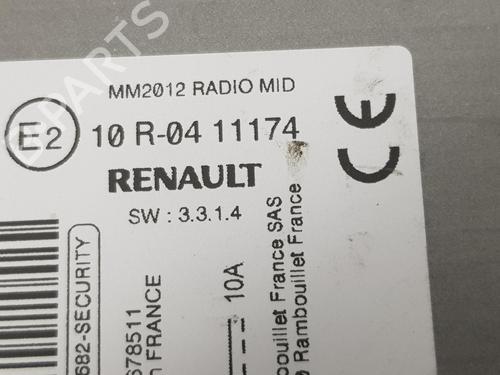 MM2012 RADIO MID
E2 10 R-04 11174
CE
RENAULT
SW : 3.3.1.4
682-SECURITY
678511
FRANCE
10A
France SAS
Rambouillet France
B-PARTS